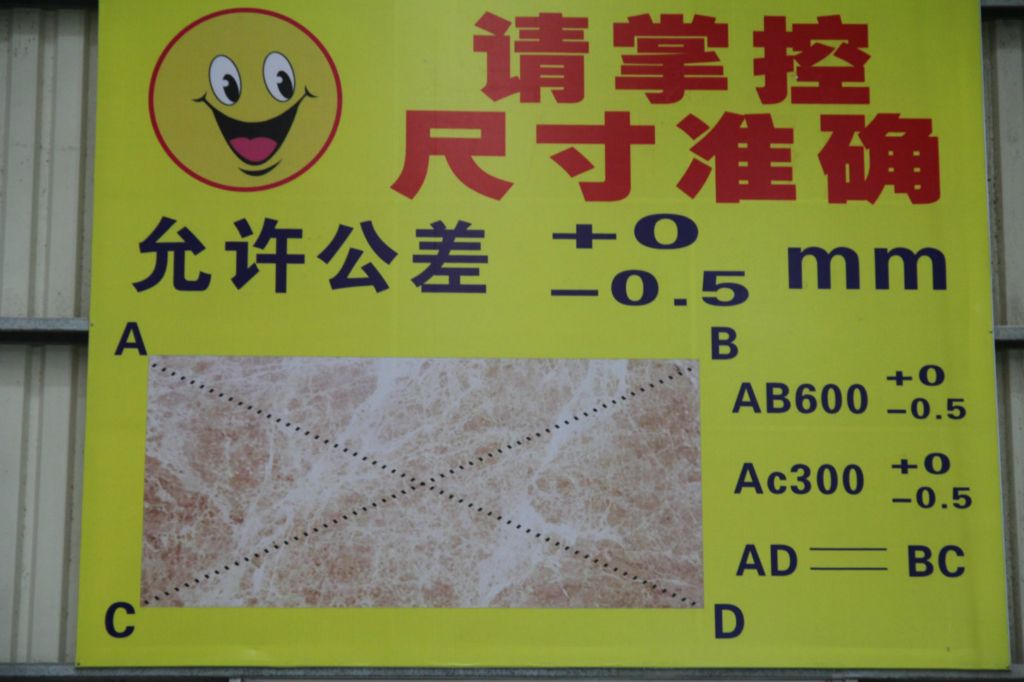 请掌控
尺寸准确
允许公差 +0 -0.5 mm
A
B
AB600 +0 -0.5
Ac300 +0 -0.5
AD = BC
C
D